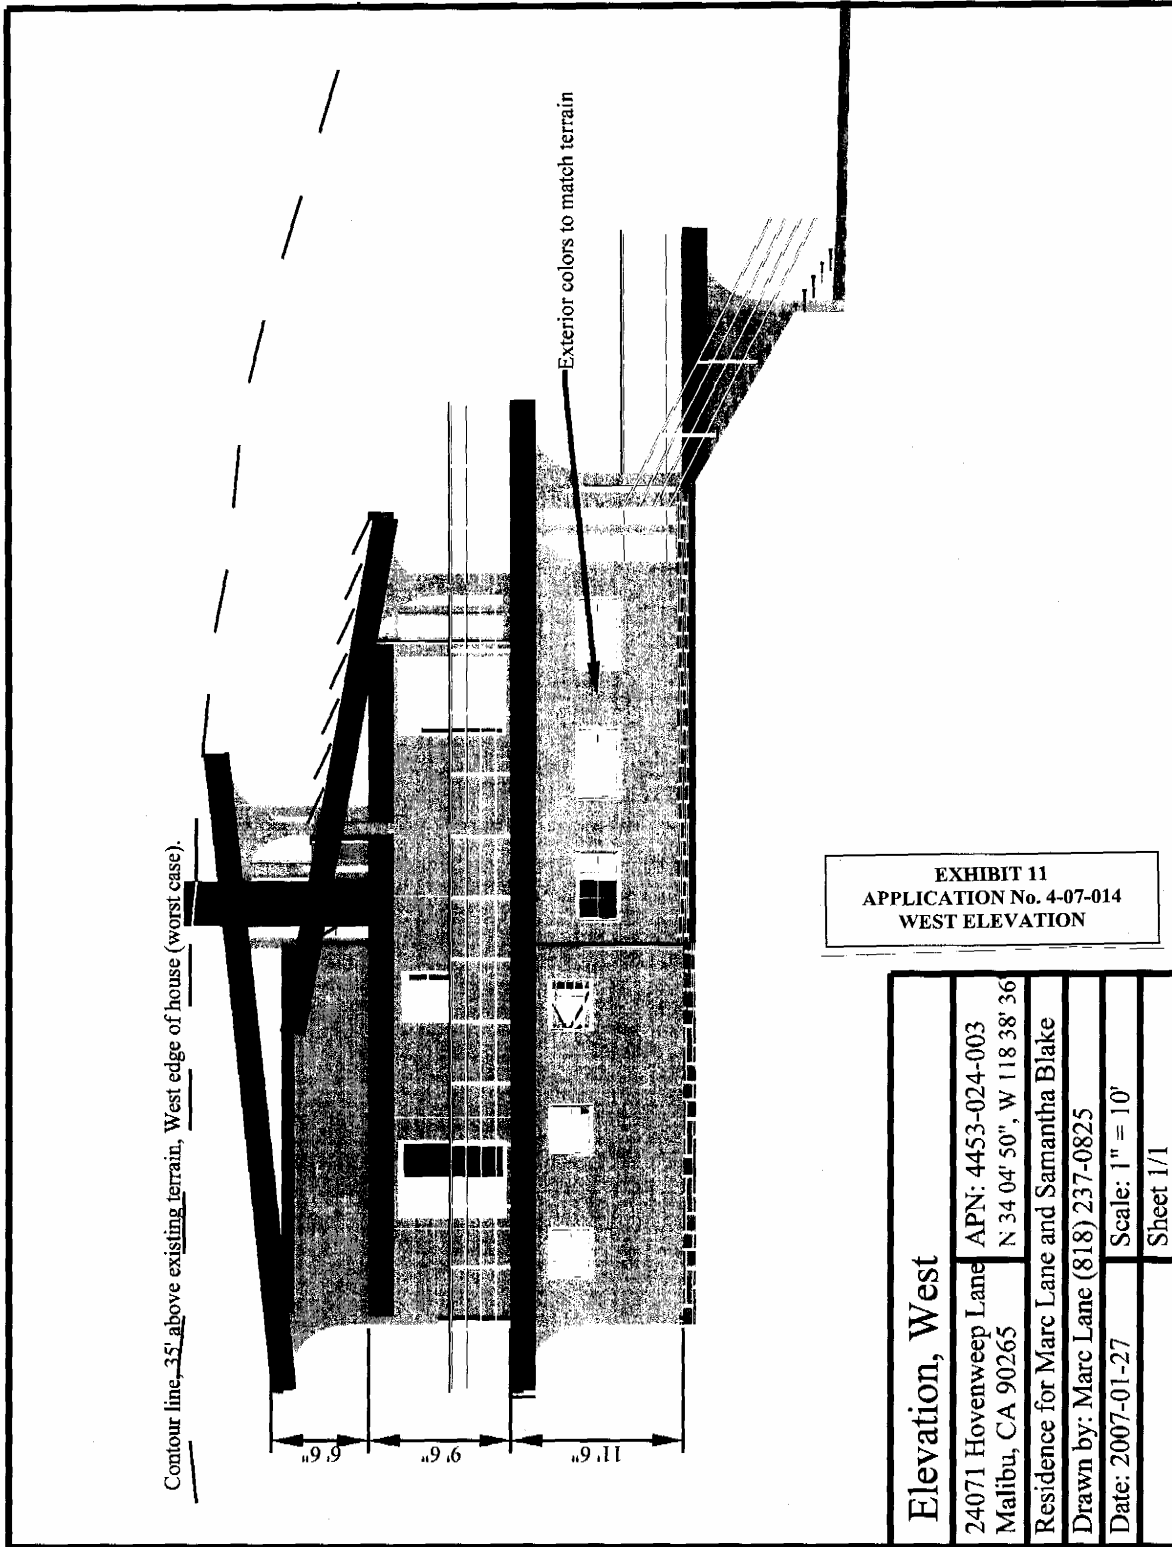 Contour line, 35' above existing terrain, West edge of house (worst case).
Exterior colors to match terrain
6' 6"
9' 6"
11' 6"
EXHIBIT 11
APPLICATION No. 4-07-014
WEST ELEVATION
Elevation, West
24071 Hovenweep Lane
Malibu, CA 90265
APN: 4453-024-003
N 34 04' 50", W 118 38' 36
Residence for Marc Lane and Samantha Blake
Drawn by: Marc Lane (818) 237-0825
Date: 2007-01-27
Scale: 1" = 10'
Sheet 1/1